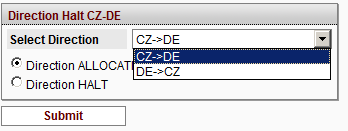 Direction Halt CZ-DE
Select Direction CZ->DE
CZ->DE
Direction ALLOCAT
DE->CZ
Direction HALT
Submit